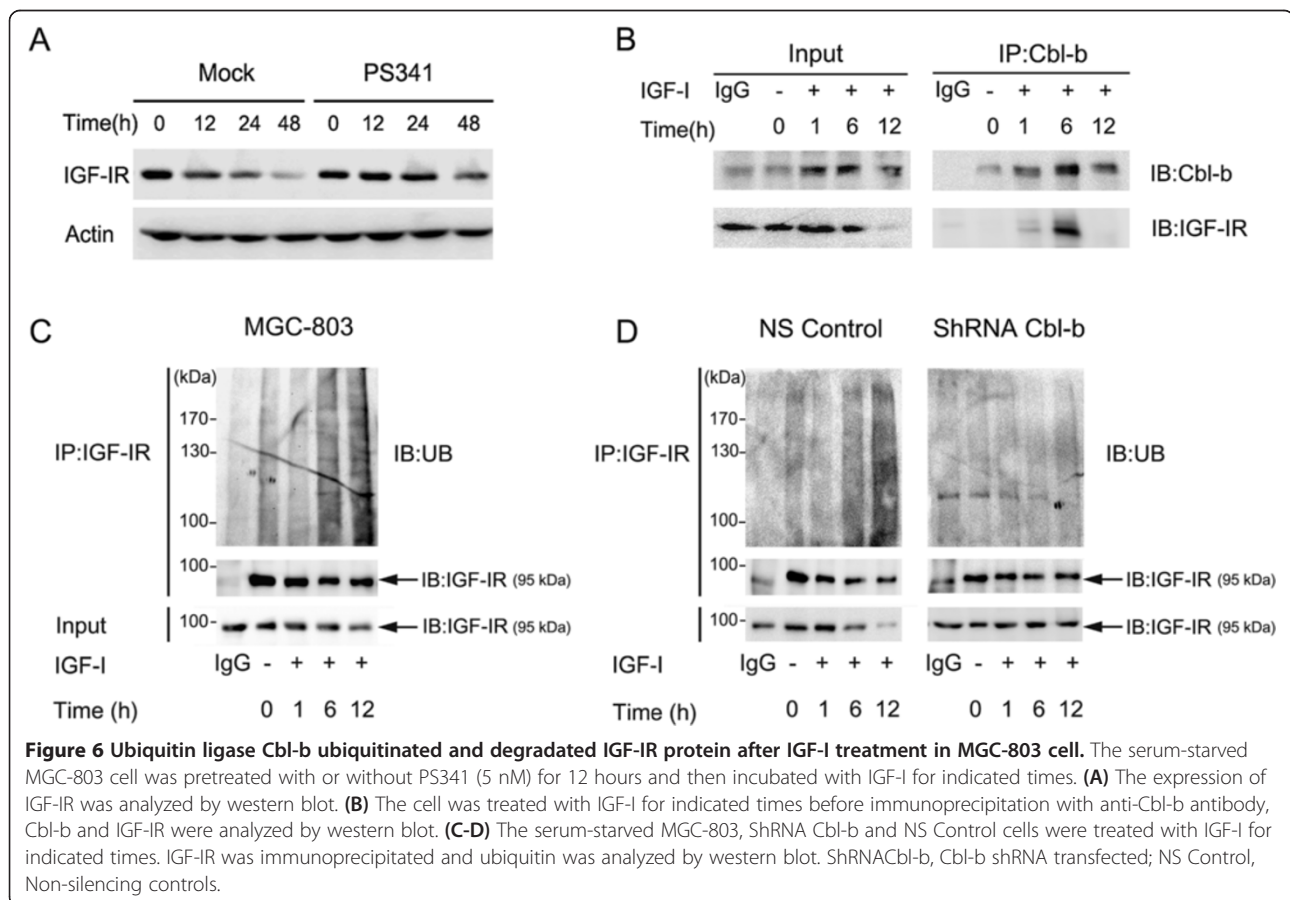 A
Mock PS341
Time(h) 0 12 24 48 0 12 24 48
IGF-IR
Actin
B
Input IP:Cbl-b
IGF-I IgG - + + + IgG - + + +
Time(h) 0 1 6 12 0 1 6 12
IB:Cbl-b
IB:IGF-IR
C
MGC-803
(kDa)
170-
IP:IGF-IR 130- IB:UB
100-
100- IB:IGF-IR (95 kDa)
Input 100- IB:IGF-IR (95 kDa)
IGF-I IgG - + + +
Time (h) 0 1 6 12
D
NS Control ShRNA Cbl-b
(kDa)
170-
IP:IGF-IR 130- IB:UB
100-
100- IB:IGF-IR (95 kDa)
100- IB:IGF-IR (95 kDa)
IGF-I IgG - + + + IgG - + + +
Time (h) 0 1 6 12 0 1 6 12
Figure 6 Ubiquitin ligase Cbl-b ubiquitinated and degradated IGF-IR protein after IGF-I treatment in MGC-803 cell. The serum-starved
MGC-803 cell was pretreated with or without PS341 (5 nM) for 12 hours and then incubated with IGF-I for indicated times. (A) The expression of
IGF-IR was analyzed by western blot. (B) The cell was treated with IGF-I for indicated times before immunoprecipitation with anti-Cbl-b antibody,
Cbl-b and IGF-IR were analyzed by western blot. (C-D) The serum-starved MGC-803, ShRNA Cbl-b and NS Control cells were treated with IGF-I for
indicated times. IGF-IR was immunoprecipitated and ubiquitin was analyzed by western blot. ShRNACbl-b, Cbl-b shRNA transfected; NS Control,
Non-silencing controls.